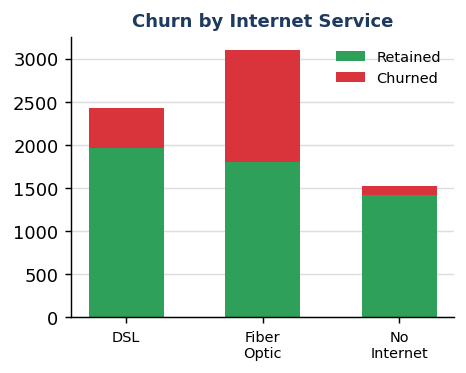 Churn by Internet Service
Retained
Churned
3000
2500
2000
1500
1000
500
0
DSL
Fiber
Optic
No
Internet